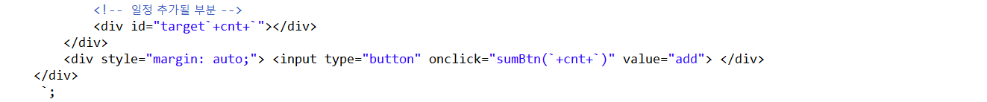 <!-- 일정 추가될 부분 -->
<div id="target`+cnt+`"></div>
</div>
<div style="margin: auto;"> <input type="button" onclick="sumBtn(`+cnt+`)" value="add"> </div>
</div>
`;